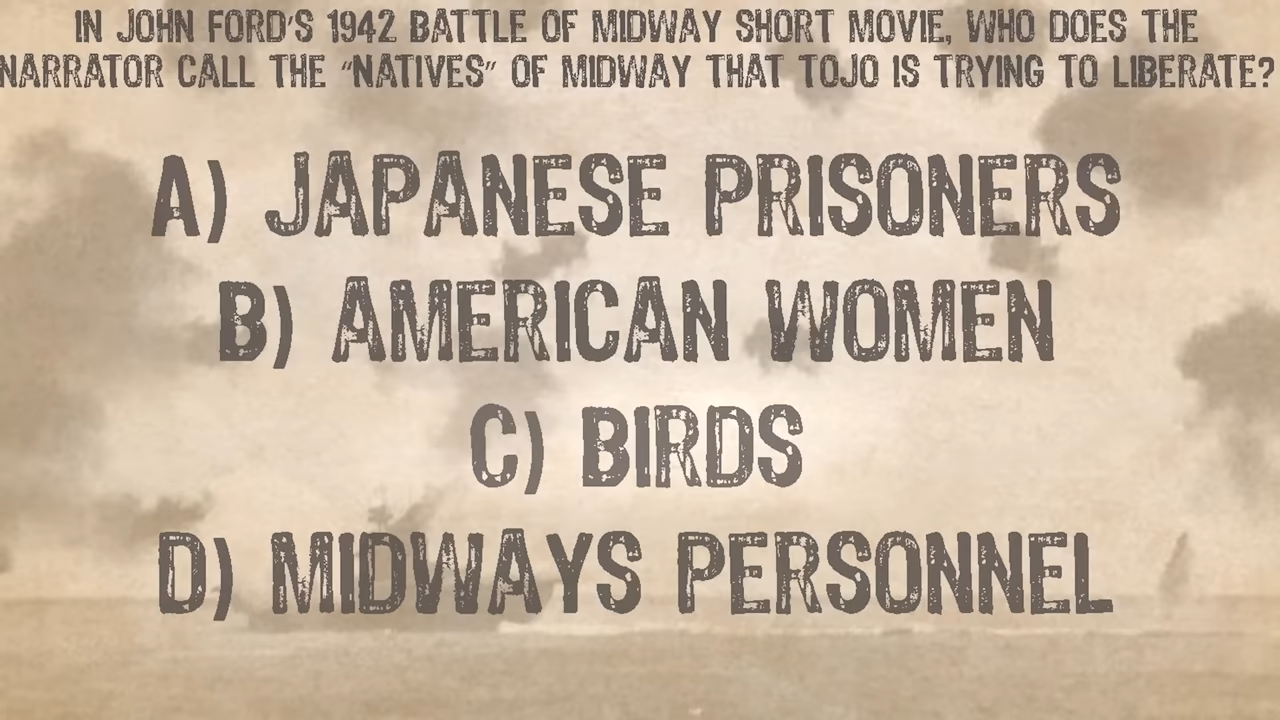 IN JOHN FORD'S 1942 BATTLE OF MIDWAY SHORT MOVIE, WHO DOES THE
NARRATOR CALL THE "NATIVES" OF MIDWAY THAT TOJO IS TRYING TO LIBERATE?
A) JAPANESE PRISONERS
B) AMERICAN WOMEN
C) BIRDS
D) MIDWAYS PERSONNEL